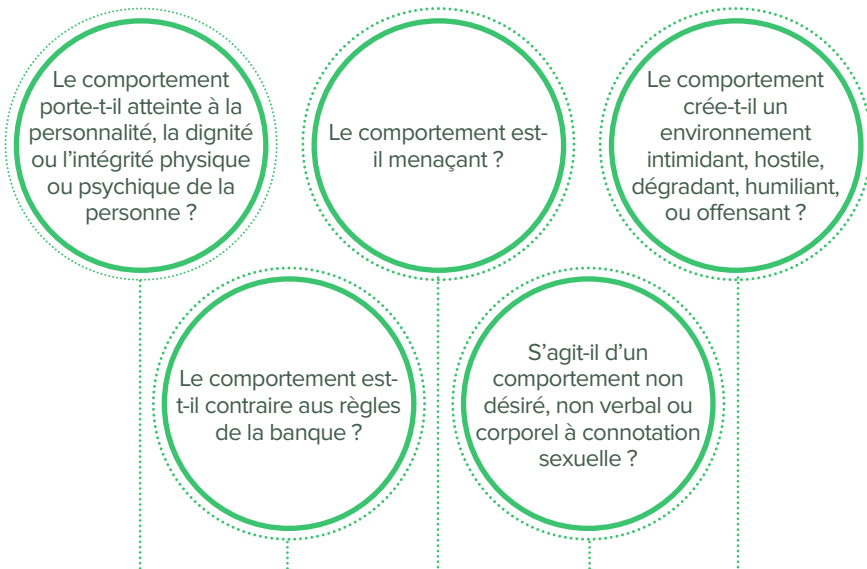 Le comportement
porte-t-il atteinte à la
personnalité, la dignité
ou l’intégrité physique
ou psychique de la
personne ?
Le comportement est-
il menaçant ?
Le comportement
crée-t-il un
environnement
intimidant, hostile,
dégradant, humiliant,
ou offensant ?
Le comportement est-
t-il contraire aus règles
de la banque ?
S’agit-il d’un
comportement non
désiré, non verbal ou
corporel à connotation
sexuelle ?